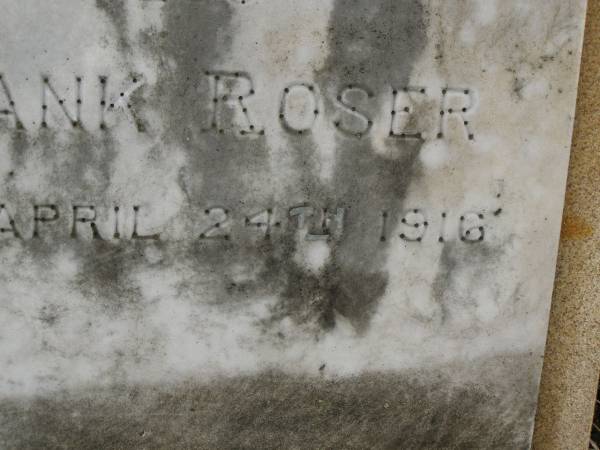 ANK ROSER
APRIL 24TH 1916